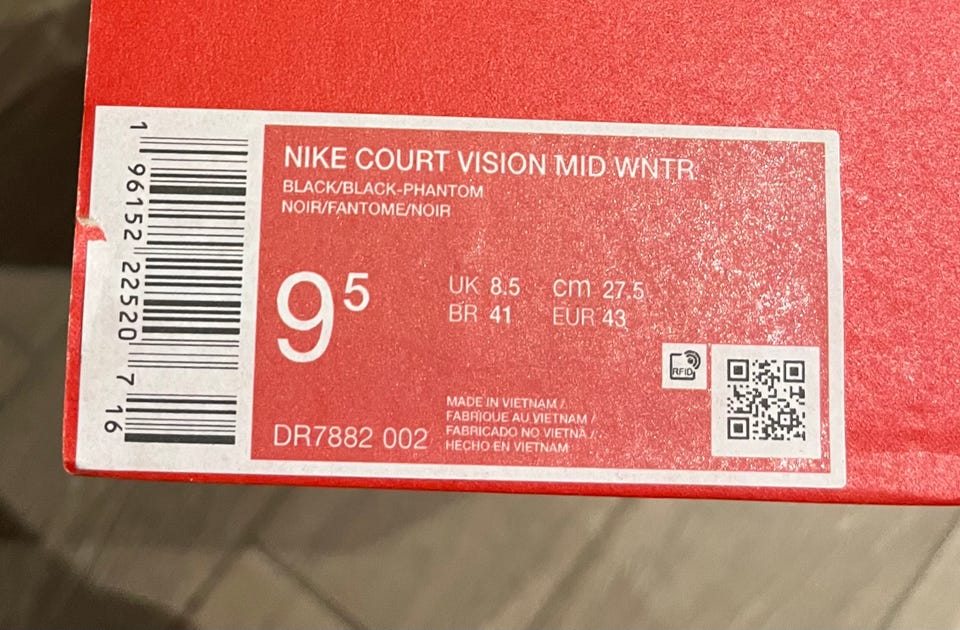 NIKE COURT VISION MID WNTR
BLACK/BLACK-PHANTOM
NOIR/FANTOME/NOIR
9⁵
UK 8.5 cm 27.5
BR 41 EUR 43
RFID
MADE IN VIETNAM /
FABRIQUE AU VIETNAM /
FABRICADO NO VIETNÃ /
HECHO EN VIETNAM
DR7882 002
1 96152 22520 7 16